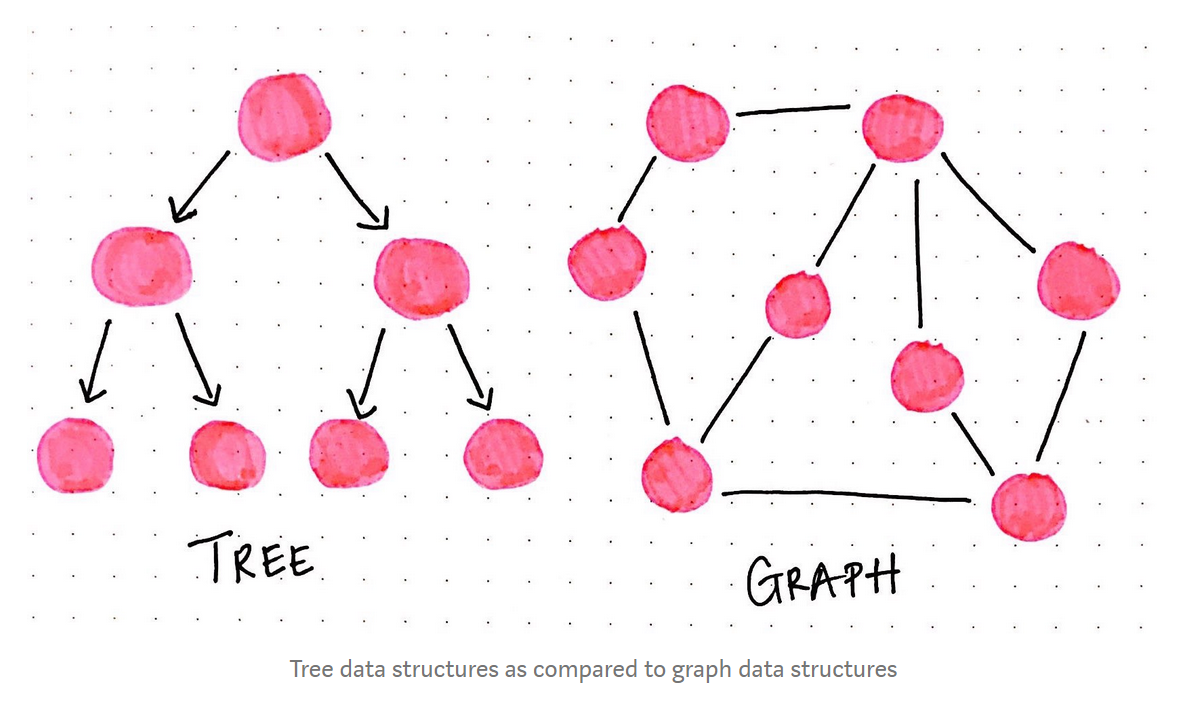 TREE
GRAPH
Tree data structures as compared to graph data structures